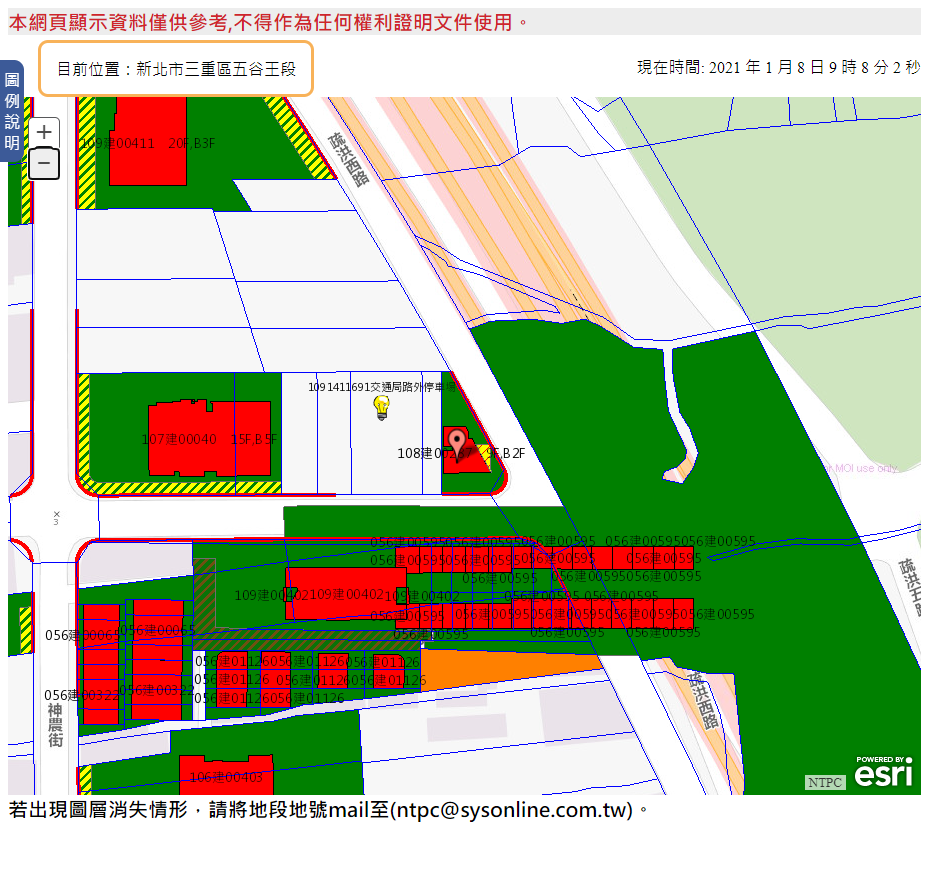 本網頁顯示資料僅供參考,不得作為任何權利證明文件使用。
目前位置：新北市三重區五谷王段
現在時間: 2021 年 1 月 8 日 9 時 8 分 2 秒
圖例說明
+
−
109建00411 20F,B3F
疏洪西路
1091411691交通局路外停車場
107建00040 15F,B5F
9F,B2F
for MOI use only
3
056建00595 056建00595 056建00595 056建00595 056建00595
056建00595 056建00595 056建00595 056建00595
056建00595 056建00595 056建00595
109建00402 109建00402 109建00402 056建00595 056建00595
056建00595 056建00595 056建00595 056建00595 056建00595
056建00595 056建00595 056建00595
056建00065 056建00065
056建01126 056建01126 056建01126
056建01126 056建01126 056建01126
056建01126 056建01126
056建00322 056建00322
神農街
疏洪西路
106建00403
POWERED BY
esri
NTPC
若出現圖層消失情形，請將地段地號mail至(ntpc@sysonline.com.tw)。